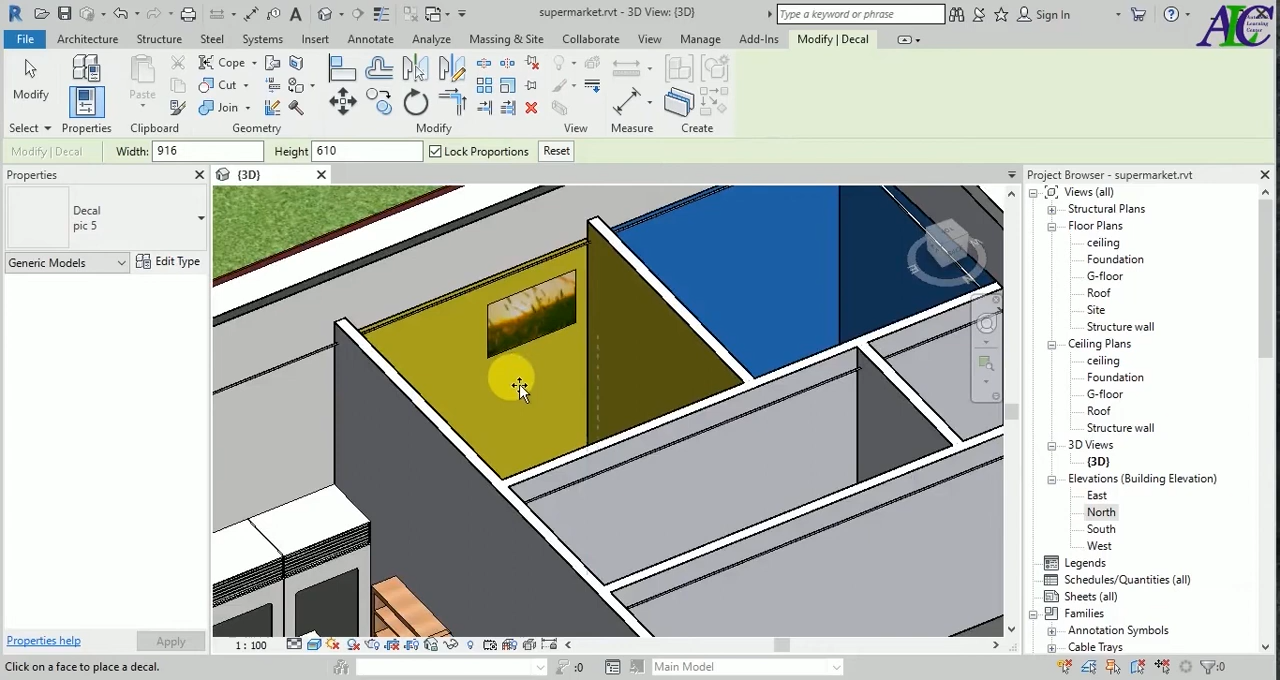 supermarket.rvt - 3D View: {3D}
Type a keyword or phrase
Sign In
ALC
File
Architecture
Structure
Steel
Systems
Insert
Annotate
Analyze
Massing & Site
Collaborate
View
Manage
Add-Ins
Modify | Decal
Modify
Paste
Cope
Cut
Join
Select
Properties
Clipboard
Geometry
Modify
View
Measure
Create
Modify | Decal
Width: 916
Height 610
Lock Proportions
Reset
Properties
{3D}
Project Browser - supermarket.rvt
Decal
pic 5
Generic Models
Edit Type
Views (all)
Structural Plans
Floor Plans
ceiling
Foundation
G-floor
Roof
Site
Structure wall
Ceiling Plans
ceiling
Foundation
G-floor
Roof
Structure wall
3D Views
{3D}
Elevations (Building Elevation)
East
North
South
West
Legends
Schedules/Quantities (all)
Sheets (all)
Families
Annotation Symbols
Cable Trays
Properties help
Apply
1 : 100
Click on a face to place a decal.
:0
Main Model
:0